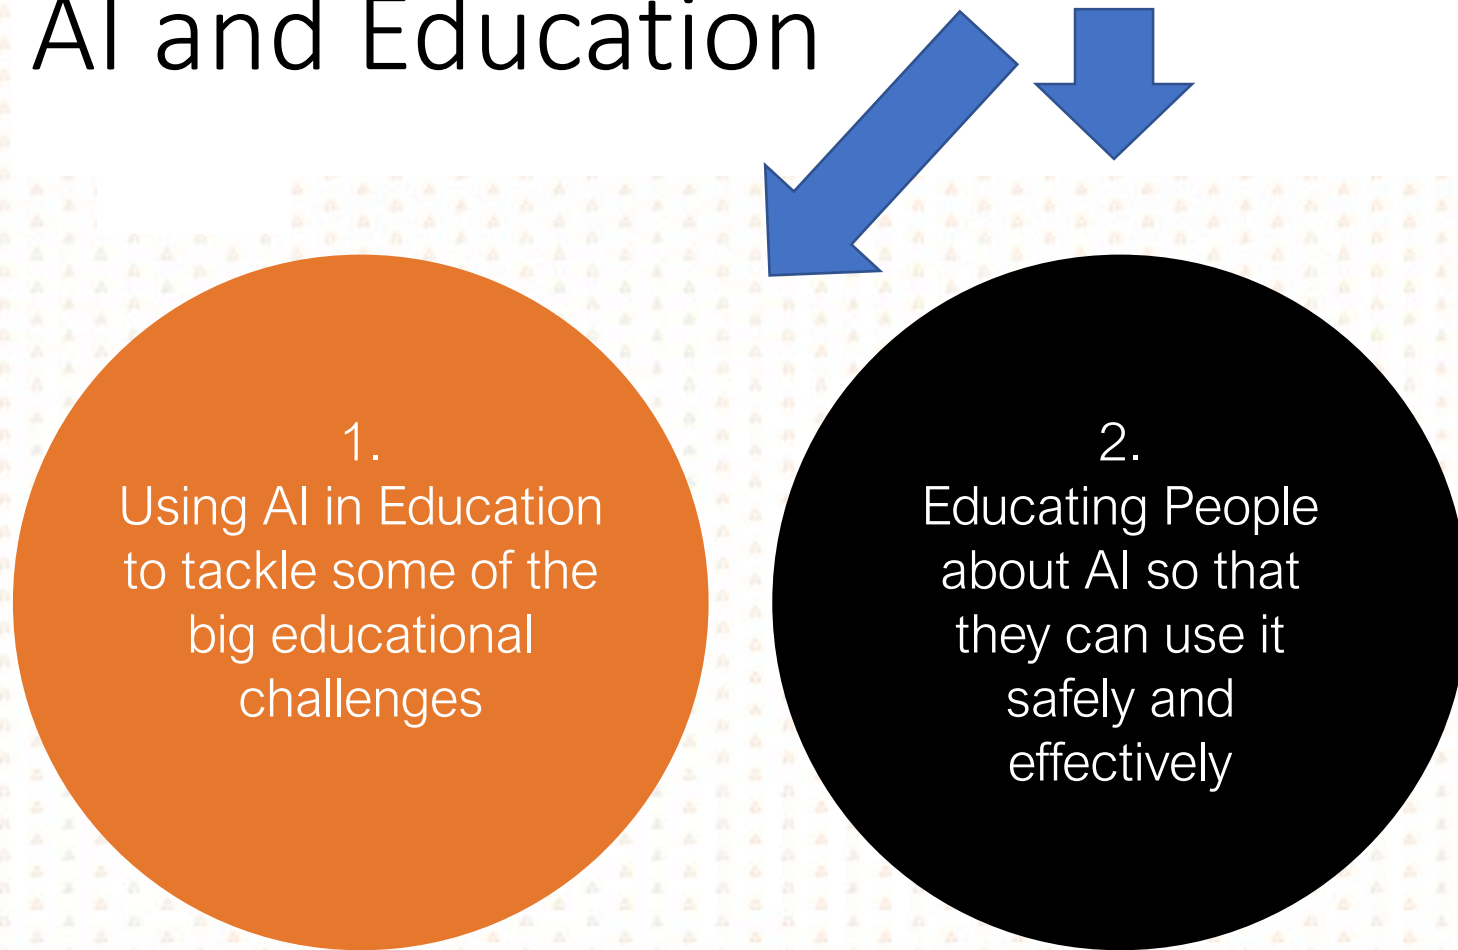 AI and Education
1.
Using AI in Education
to tackle some of the
big educational
challenges
2.
Educating People
about AI so that
they can use it
safely and
effectively